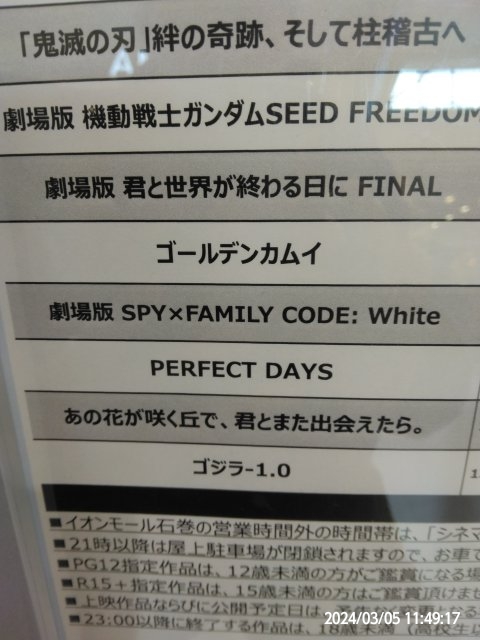 「鬼滅の刃」絆の奇跡、そして柱稽古へ
劇場版 機動戦士ガンダムSEED FREEDOM
劇場版 君と世界が終わる日に FINAL
ゴールデンカムイ
劇場版 SPY×FAMILY CODE: White
PERFECT DAYS
あの花が咲く丘で、君とまた出会えたら。
ゴジラ-1.0
■イオンモール石巻の営業時間外の時間帯は、「シネマ
■21時以降は屋上駐車場が閉鎖されますので、お車で
■PG12指定作品は、12歳未満の方がご鑑賞になる場
■R15+指定作品は、15歳未満の方はご鑑賞頂けま
■上映作品ならびに公開予定日は、
■23:00以降に終了する作品は、18歳未満
2024/03/05 11:49:17